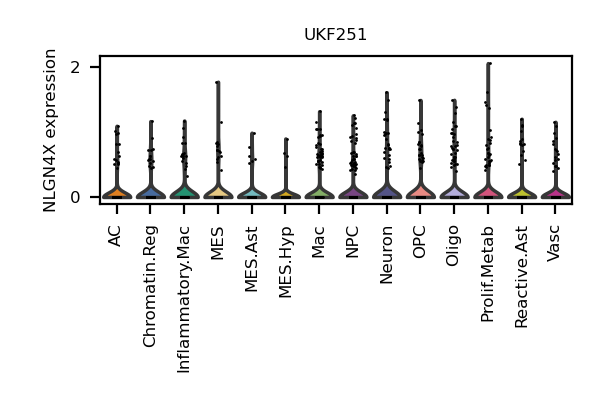 UKF251
NLGN4X expression
2
0
AC
Chromatin.Reg
Inflammatory.Mac
MES
MES.Ast
MES.Hyp
Mac
NPC
Neuron
OPC
Oligo
Prolif.Metab
Reactive.Ast
Vasc